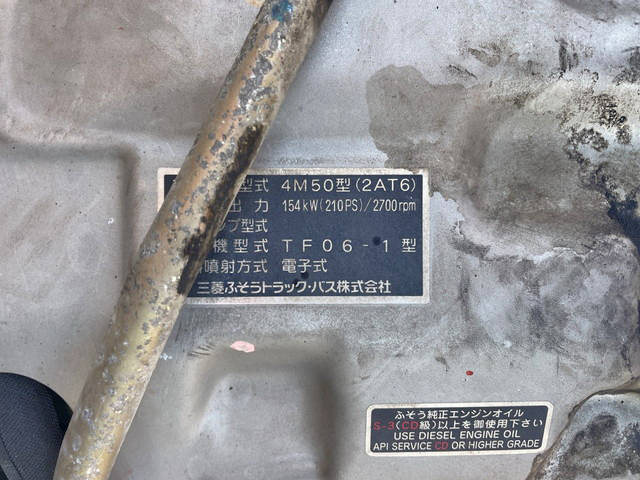 型式 4M50型(2AT6)
出力 154kW(210PS)/2700rpm
プ型式
機型式 TF06-1型
噴射方式 電子式
三菱ふそうトラック・バス株式会社
ふそう純正エンジンオイル
S-3(CD級)以上を御使用下さい
USE DIESEL ENGINE OIL
API SERVICE CD OR HIGHER GRADE